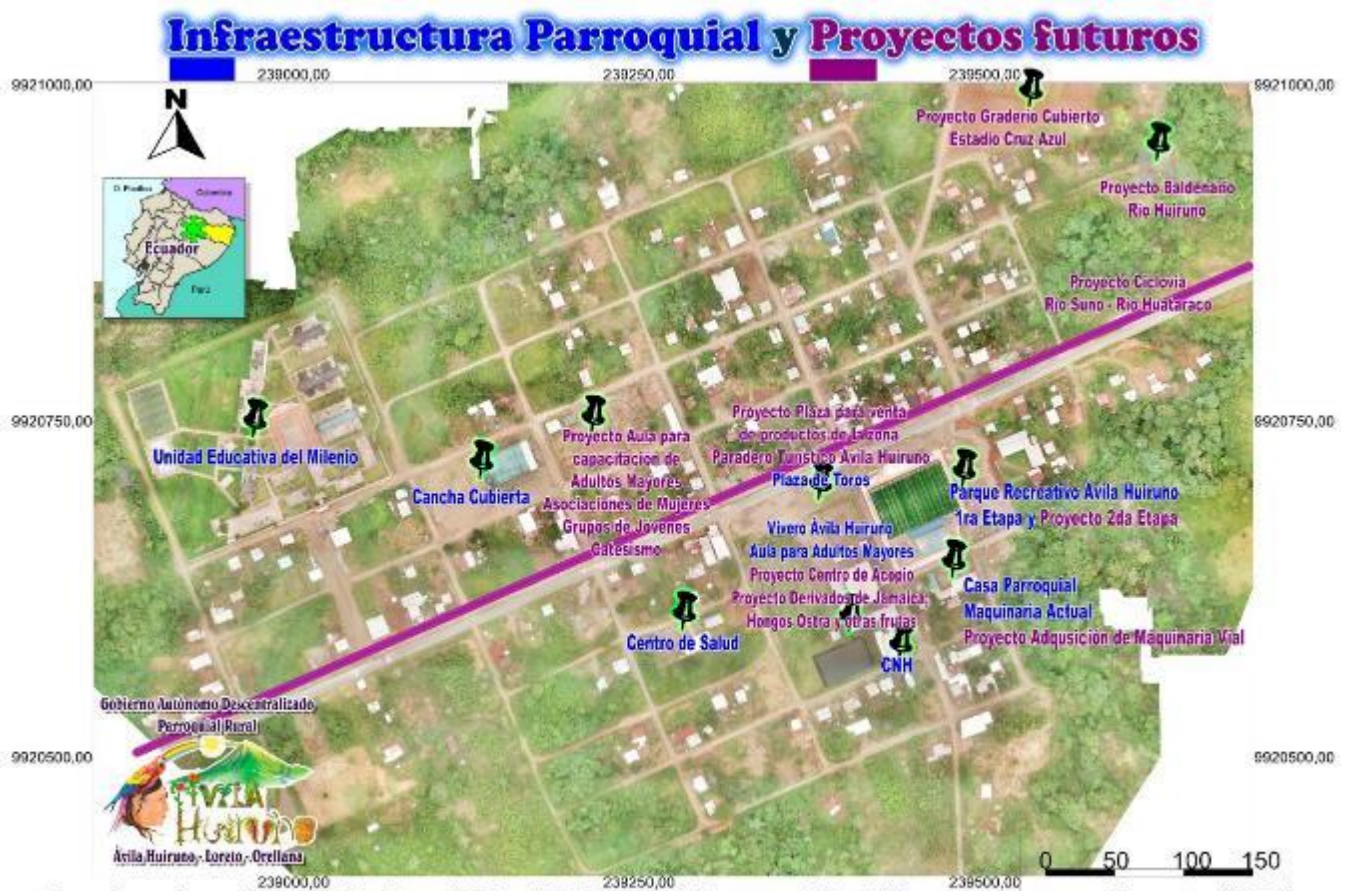 Infraestructura Parroquial y Proyectos futuros
239000,00 239250,00 239500,00
9921000,00 9921000,00
N
Proyecto Graderio Cubierto
Estadio Cruz Azul
Colombia
Ecuador
Perú
Proyecto Baldenario
Rio Huiruno
Proyecto Ciclovia
Rio Suno - Rio Huataraco
9920750,00 9920750,00
Unidad Educativa del Milenio
Cancha Cubierta
Proyecto Aula para
capacitacion de
Adultos Mayores
Asociaciones de Mujeres
Grupos de Jovenes
Catesismo
Proyecto Plaza para venta
de productos de la zona
Paradero Turistico Avila Huiruno
Plaza de Toros
Parque Recreativo Avila Huiruno
1ra Etapa y Proyecto 2da Etapa
Vivero Àvila Huiruno
Aula para Adultos Mayores
Proyecto Centro de Acopio
Proyecto Derivados de Jamaica,
Hongos Ostra y otras frutas
Casa Parroquial
Maquinaria Actual
Proyecto Adqusición de Maquinaria Vial
Centro de Salud
CNH
Gobierno Autónomo Descentralizado
Parroquial Rural
9920500,00 9920500,00
ÁVILA
Huiruno
Ávila Huiruno - Loreto - Orellana
0 50 100 150
239000,00 239250,00 239500,00